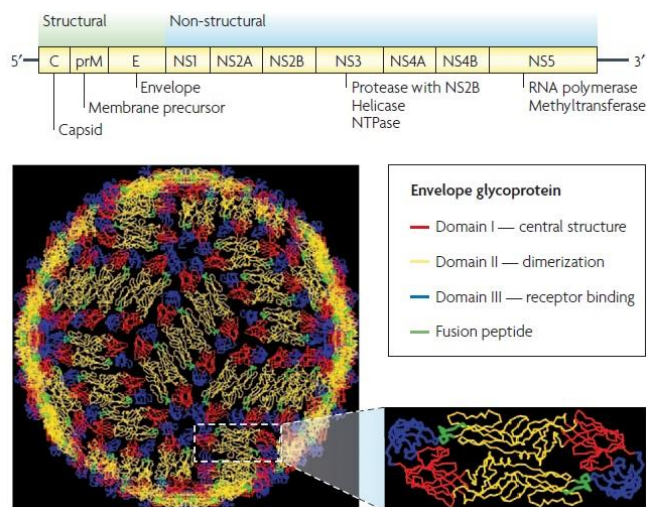 Structural Non-structural
5′ C prM E NS1 NS2A NS2B NS3 NS4A NS4B NS5 3′
Envelope
Membrane precursor
Capsid
Protease with NS2B
Helicase
NTPase
RNA polymerase
Methyltransferase
Envelope glycoprotein
Domain I — central structure
Domain II — dimerization
Domain III — receptor binding
Fusion peptide